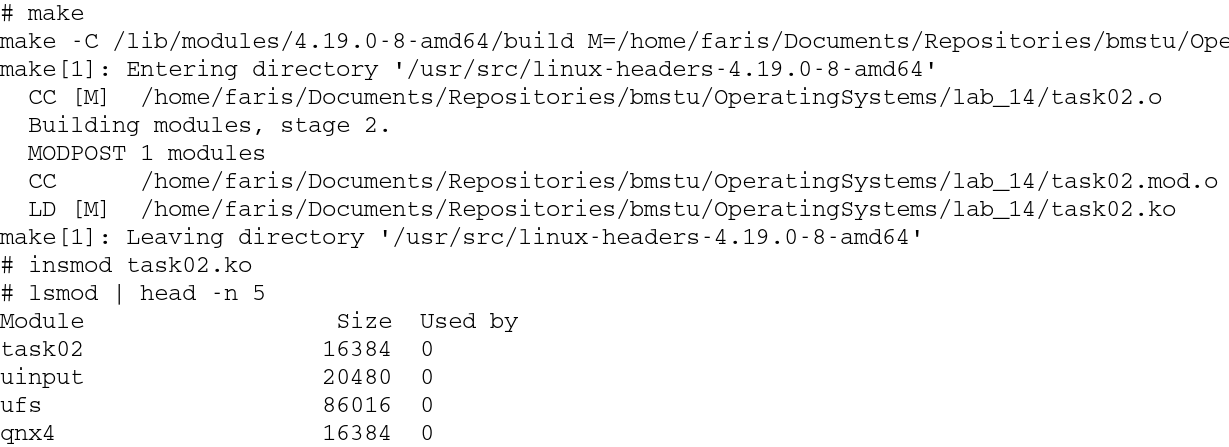 # make
make -C /lib/modules/4.19.0-8-amd64/build M=/home/faris/Documents/Repositories/bmstu/Ope
make[1]: Entering directory '/usr/src/linux-headers-4.19.0-8-amd64'
  CC [M]  /home/faris/Documents/Repositories/bmstu/OperatingSystems/lab_14/task02.o
  Building modules, stage 2.
  MODPOST 1 modules
  CC      /home/faris/Documents/Repositories/bmstu/OperatingSystems/lab_14/task02.mod.o
  LD [M]  /home/faris/Documents/Repositories/bmstu/OperatingSystems/lab_14/task02.ko
make[1]: Leaving directory '/usr/src/linux-headers-4.19.0-8-amd64'
# insmod task02.ko
# lsmod | head -n 5
Module                  Size  Used by
task02                 16384  0
uinput                 20480  0
ufs                    86016  0
qnx4                   16384  0